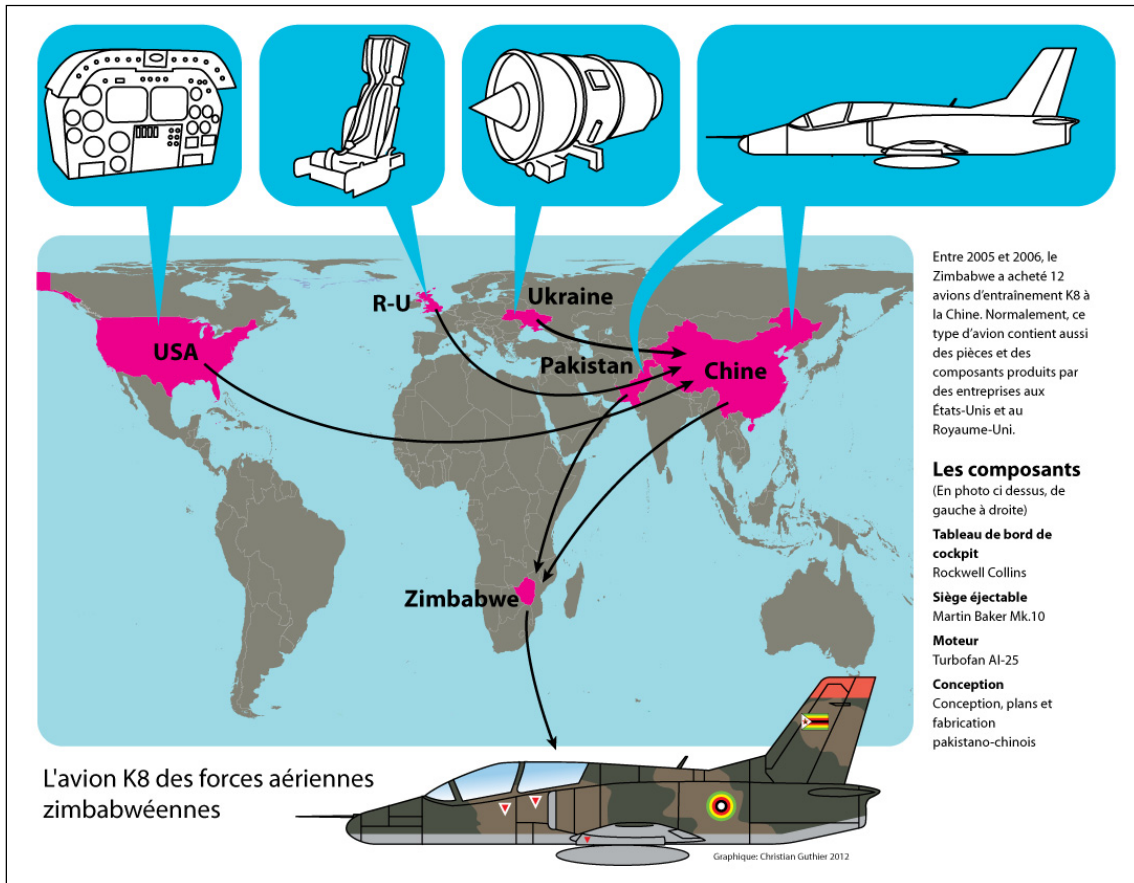 R-U
Ukraine
USA
Pakistan
Chine
Zimbabwe
Entre 2005 et 2006, le
Zimbabwe a acheté 12
avions d’entraînement K8 à
la Chine. Normalement, ce
type d’avion contient aussi
des pièces et des
composants produits par
des entreprises aux
États-Unis et au
Royaume-Uni.
Les composants
(En photo ci dessus, de
gauche à droite)
Tableau de bord de
cockpit
Rockwell Collins
Siège éjectable
Martin Baker Mk.10
Moteur
Turbofan AI-25
Conception
Conception, plans et
fabrication
pakistano-chinois
L'avion K8 des forces aériennes
zimbabwéennes
Graphique: Christian Guthier 2012